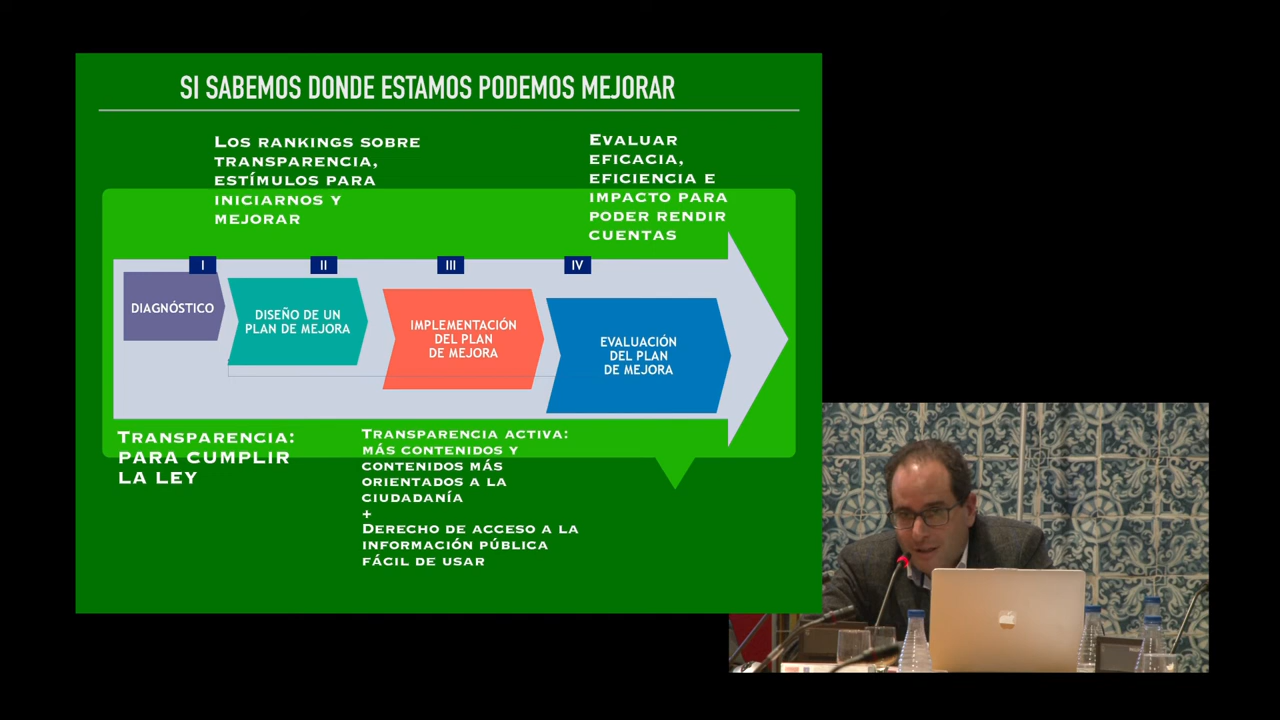 SI SABEMOS DONDE ESTAMOS PODEMOS MEJORAR
LOS RANKINGS SOBRE
TRANSPARENCIA,
ESTÍMULOS PARA
INICIARNOS Y
MEJORAR
EVALUAR
EFICACIA,
EFICIENCIA E
IMPACTO PARA
PODER RENDIR
CUENTAS
I
II
III
IV
DIAGNÓSTICO
DISEÑO DE UN
PLAN DE MEJORA
IMPLEMENTACIÓN
DEL PLAN
DE MEJORA
EVALUACIÓN
DEL PLAN
DE MEJORA
TRANSPARENCIA:
PARA CUMPLIR
LA LEY
TRANSPARENCIA ACTIVA:
MÁS CONTENIDOS Y
CONTENIDOS MÁS
ORIENTADOS A LA
CIUDADANÍA
+
DERECHO DE ACCESO A LA
INFORMACIÓN PÚBLICA
FÁCIL DE USAR